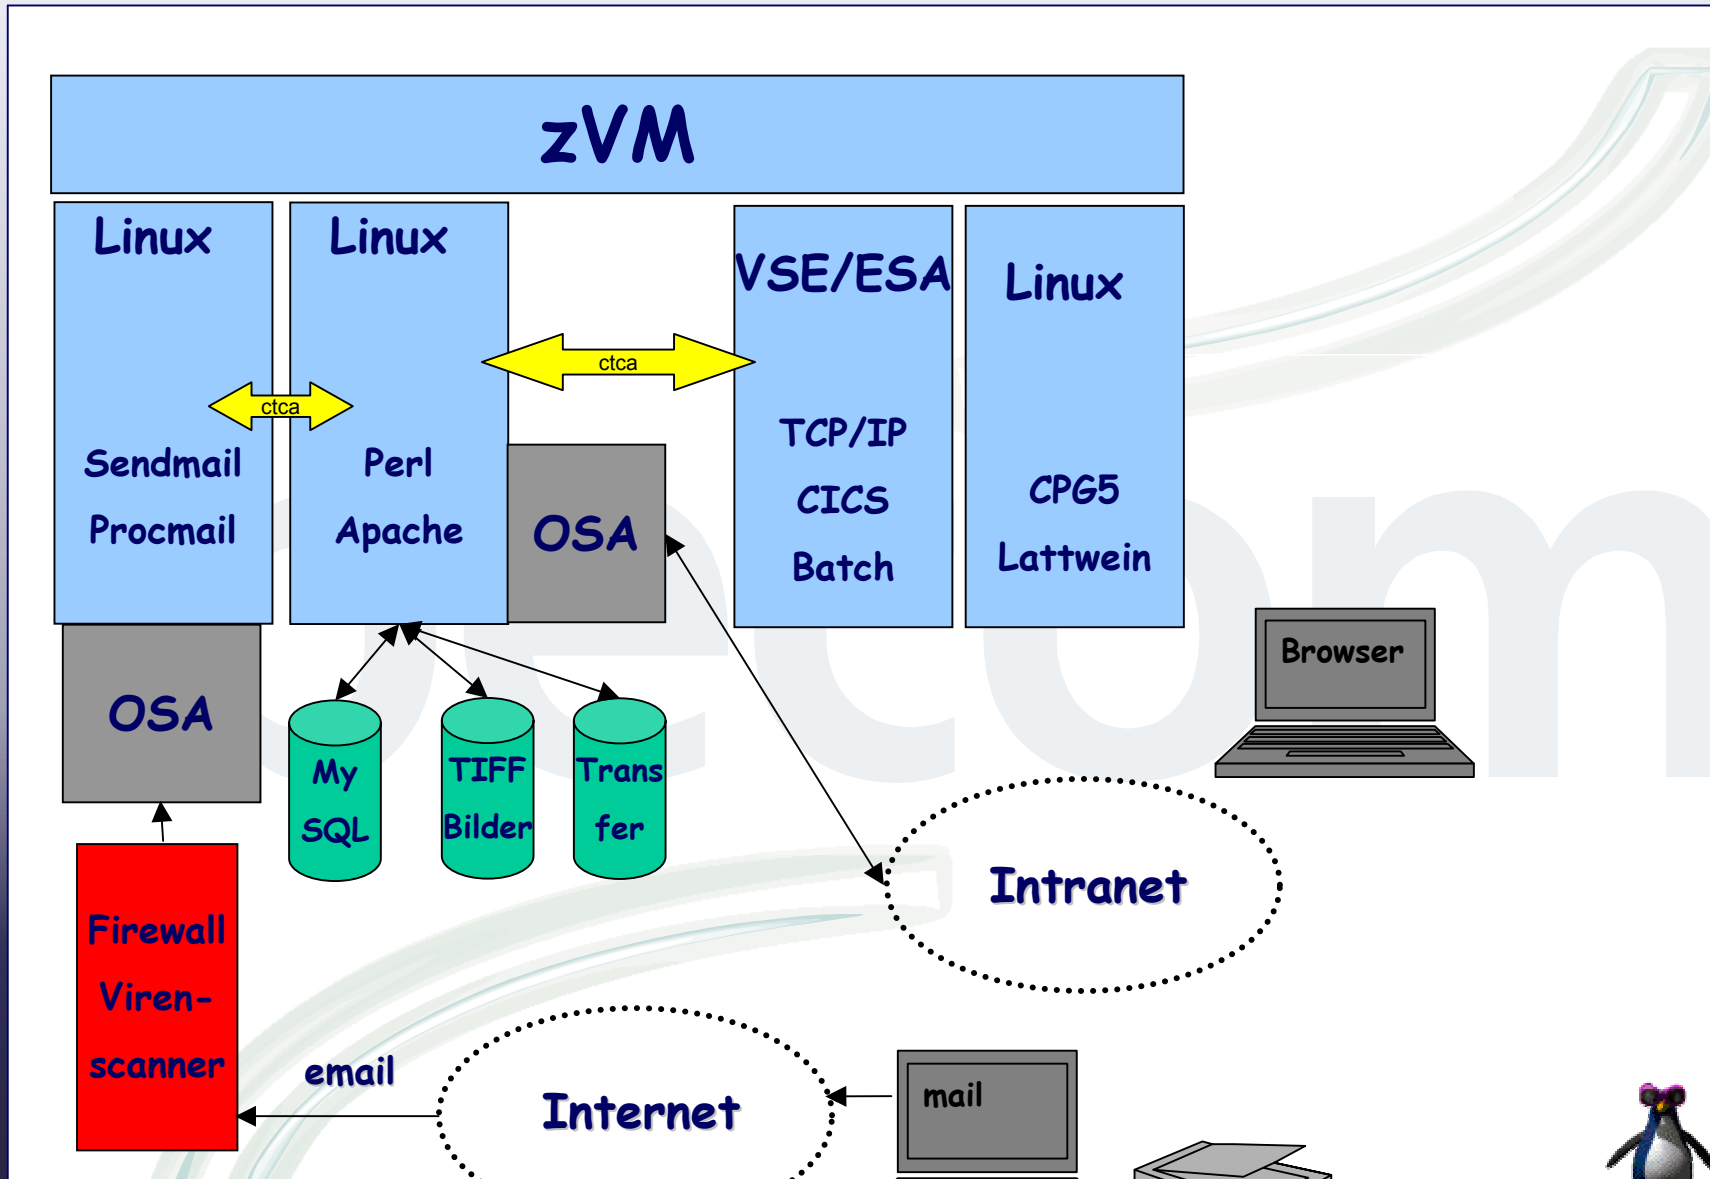 zVM
Linux
Linux
VSE/ESA
Linux
ctca
ctca
Sendmail
Procmail
Perl
Apache
OSA
TCP/IP
CICS
Batch
CPG5
Lattwein
OSA
My
SQL
TIFF
Bilder
Trans
fer
Browser
Intranet
Firewall
Viren-
scanner
email
Internet
mail